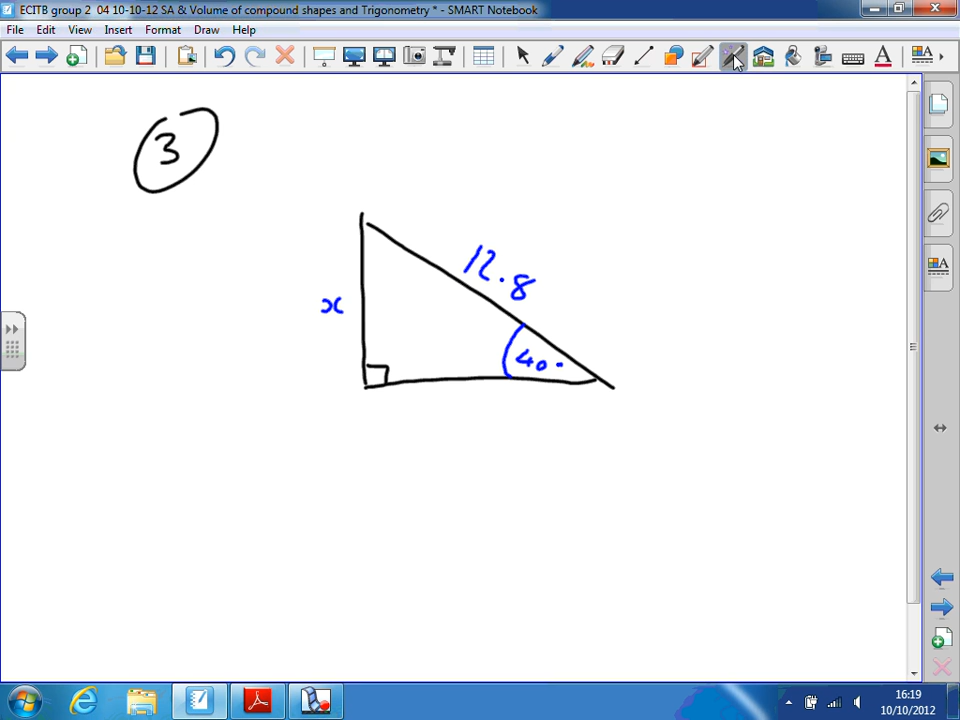 ECITB group 2 04 10-10-12 SA & Volume of compound shapes and Trigonometry * - SMART Notebook
File Edit View Insert Format Draw Help
3
12.8
x
40°
16:19
10/10/2012